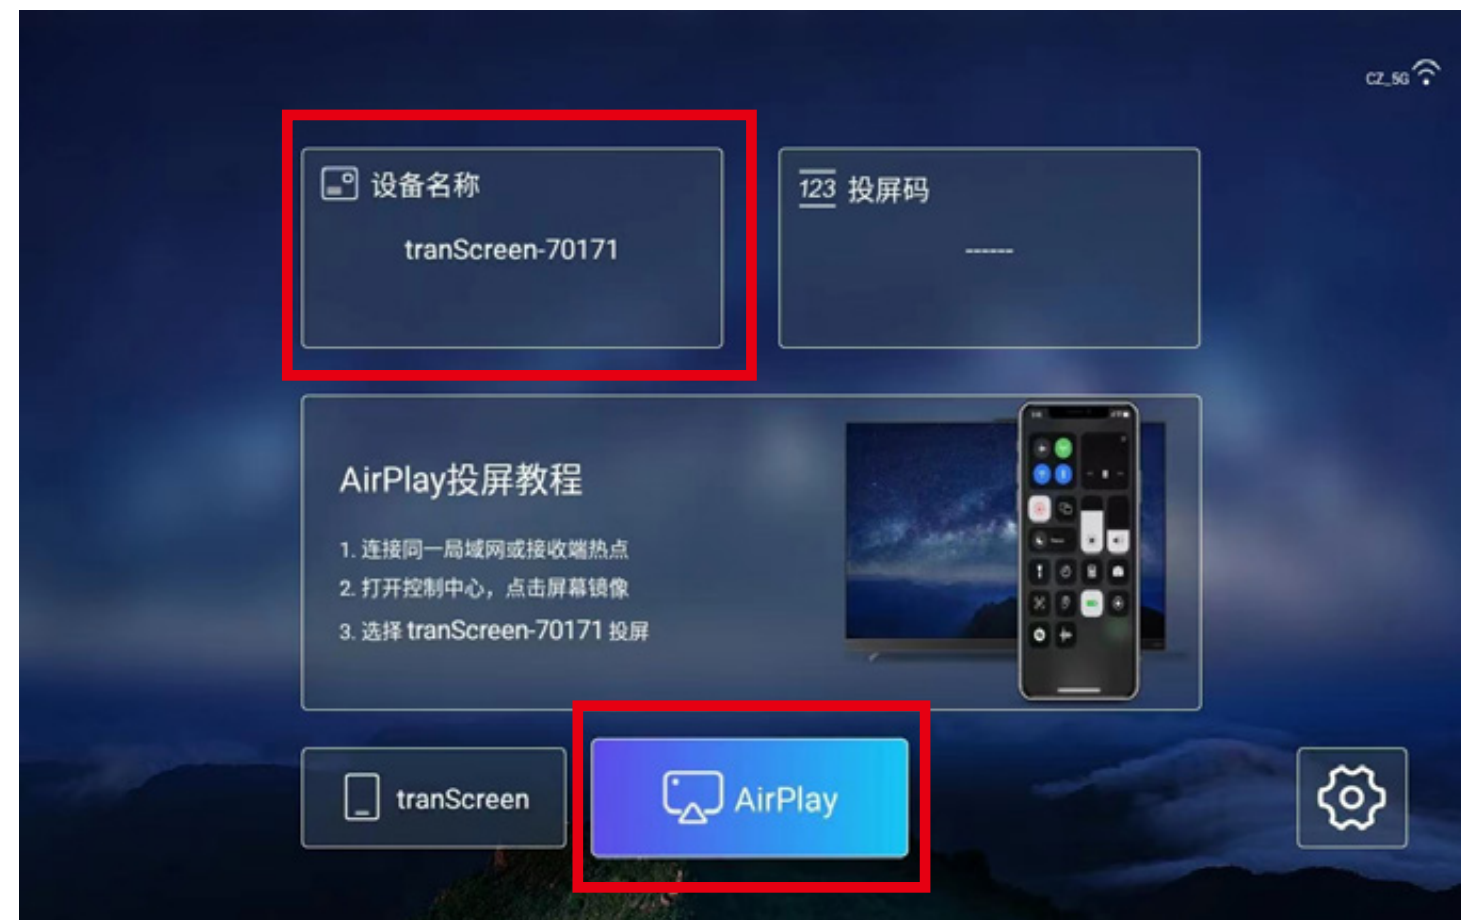 CZ_5G
设备名称
tranScreen-70171
123 投屏码
------
AirPlay投屏教程
1. 连接同一局域网或接收端热点
2. 打开控制中心，点击屏幕镜像
3. 选择 tranScreen-70171 投屏
tranScreen
AirPlay